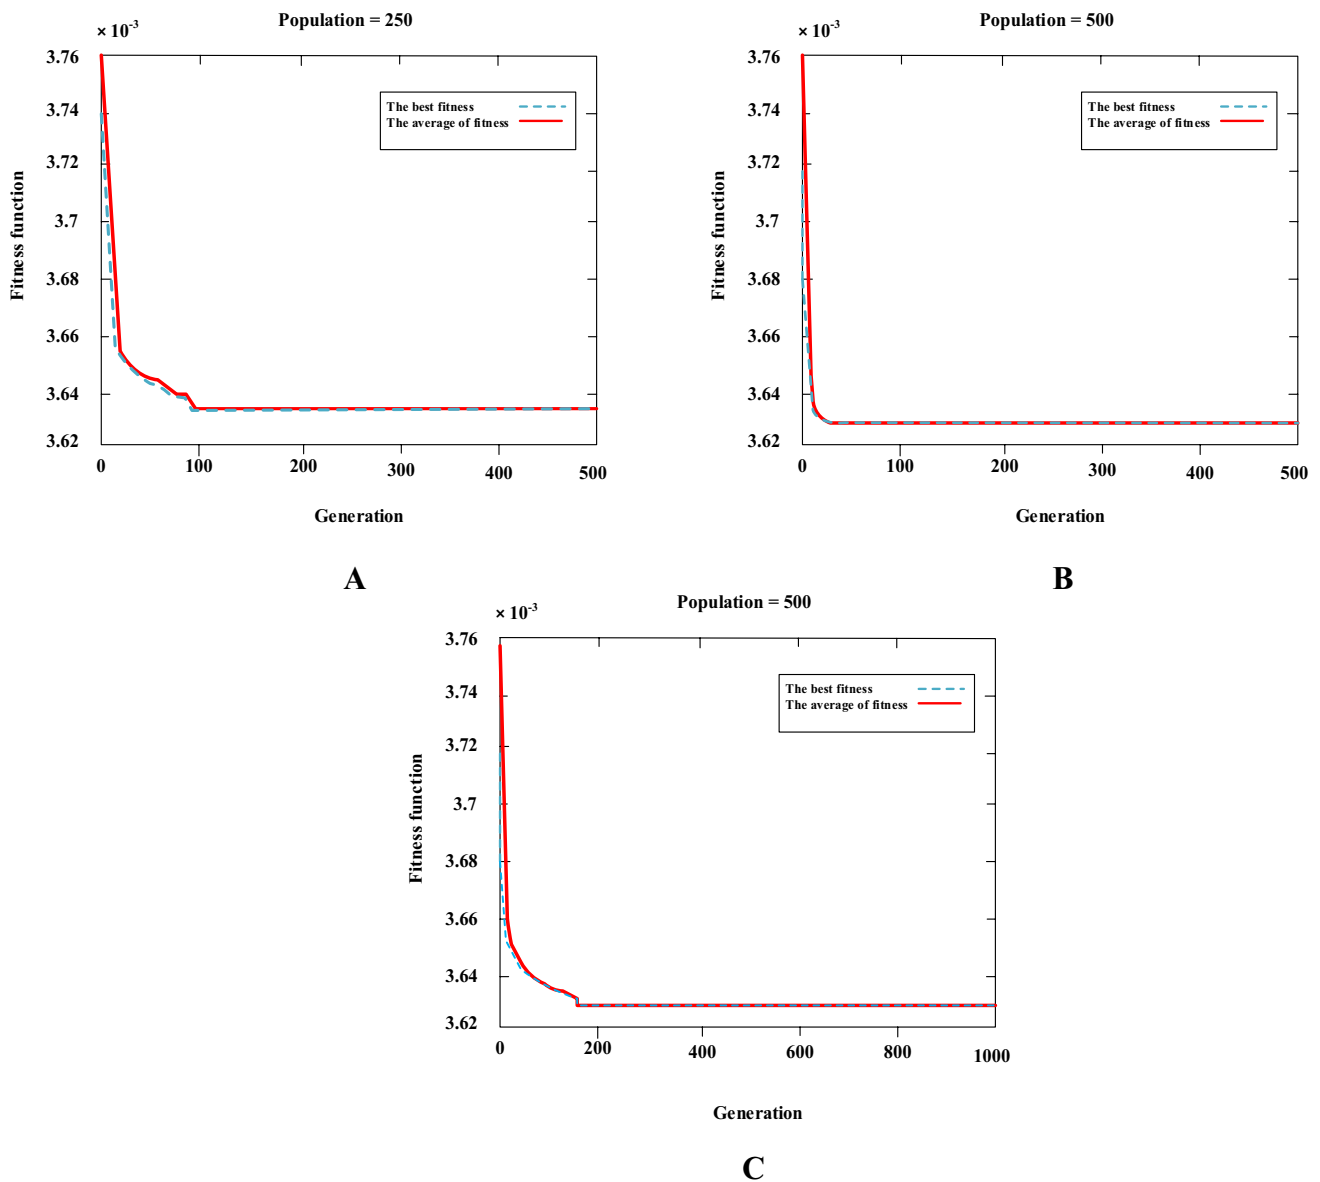 Population = 250
× 10-3
3.76
3.74
3.72
3.7
3.68
3.66
3.64
3.62
Fitness function
The best fitness
The average of fitness
0 100 200 300 400 500
Generation
A
Population = 500
× 10-3
3.76
3.74
3.72
3.7
3.68
3.66
3.64
3.62
Fitness function
The best fitness
The average of fitness
0 100 200 300 400 500
Generation
B
Population = 500
× 10-3
3.76
3.74
3.72
3.7
3.68
3.66
3.64
3.62
Fitness function
The best fitness
The average of fitness
0 200 400 600 800 1000
Generation
C